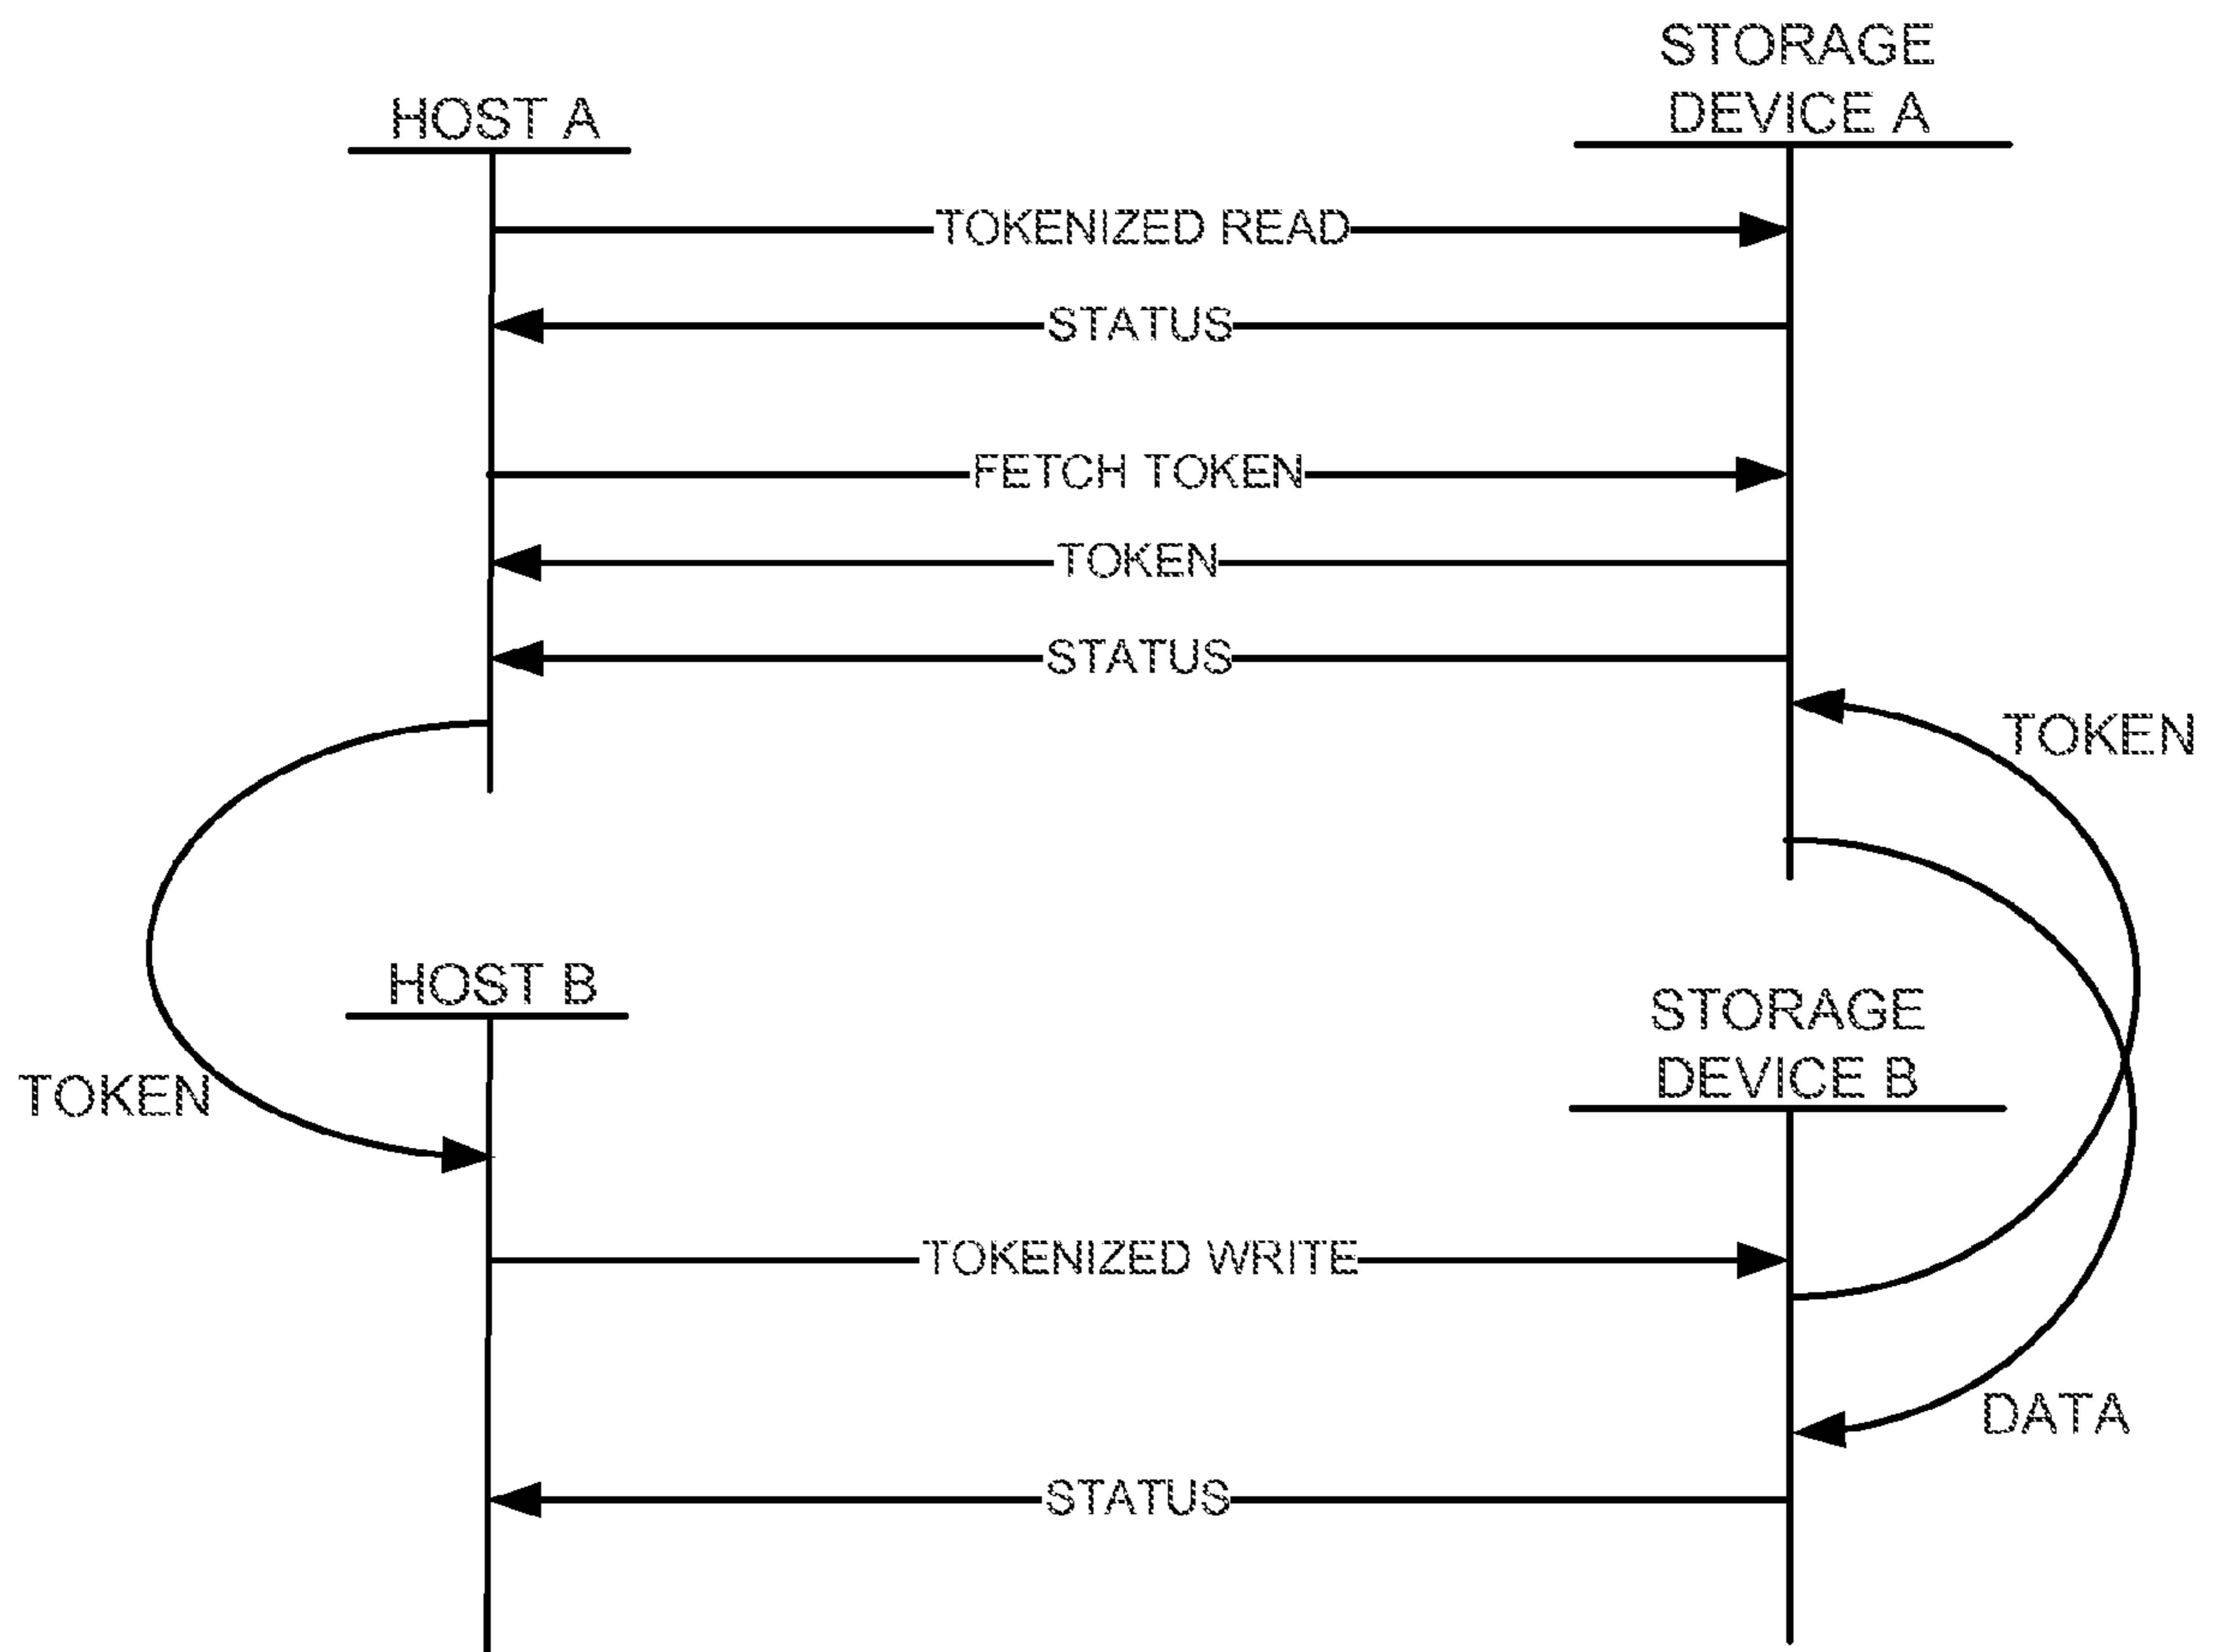 STORAGE
DEVICE A
HOST A
TOKENIZED READ
STATUS
FETCH TOKEN
TOKEN
STATUS
TOKEN
HOST B
STORAGE
DEVICE B
TOKEN
TOKENIZED WRITE
DATA
STATUS